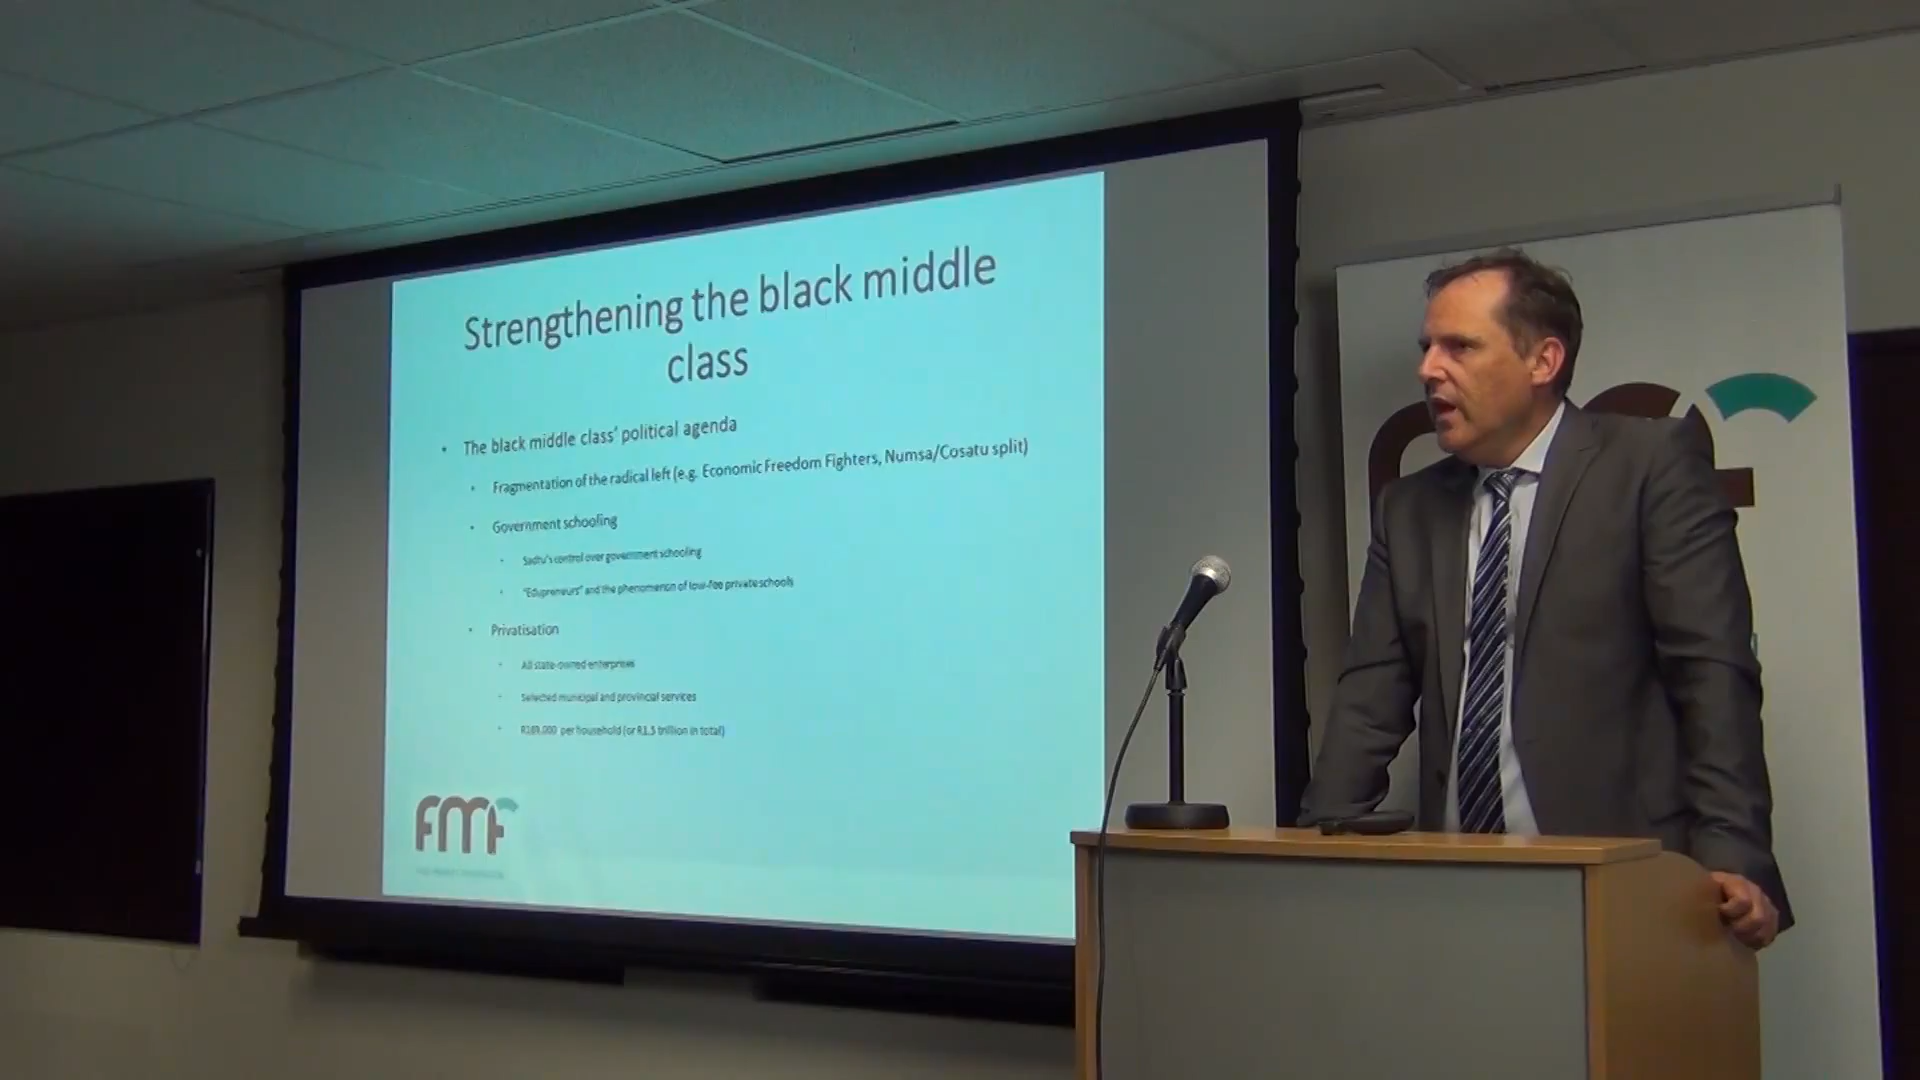 Strengthening the black middle
class
• The black middle class' political agenda
• Fragmentation of the radical left (e.g. Economic Freedom Fighters, Numsa/Cosatu split)
• Government schooling
- Sadtu's control over government schooling
- "Edupreneurs" and the phenomenon of low-fee private schools
• Privatisation
- All state-owned enterprises
- Selected municipal and provincial services
- R169,000 per household (or R1.5 trillion in total)
FMF